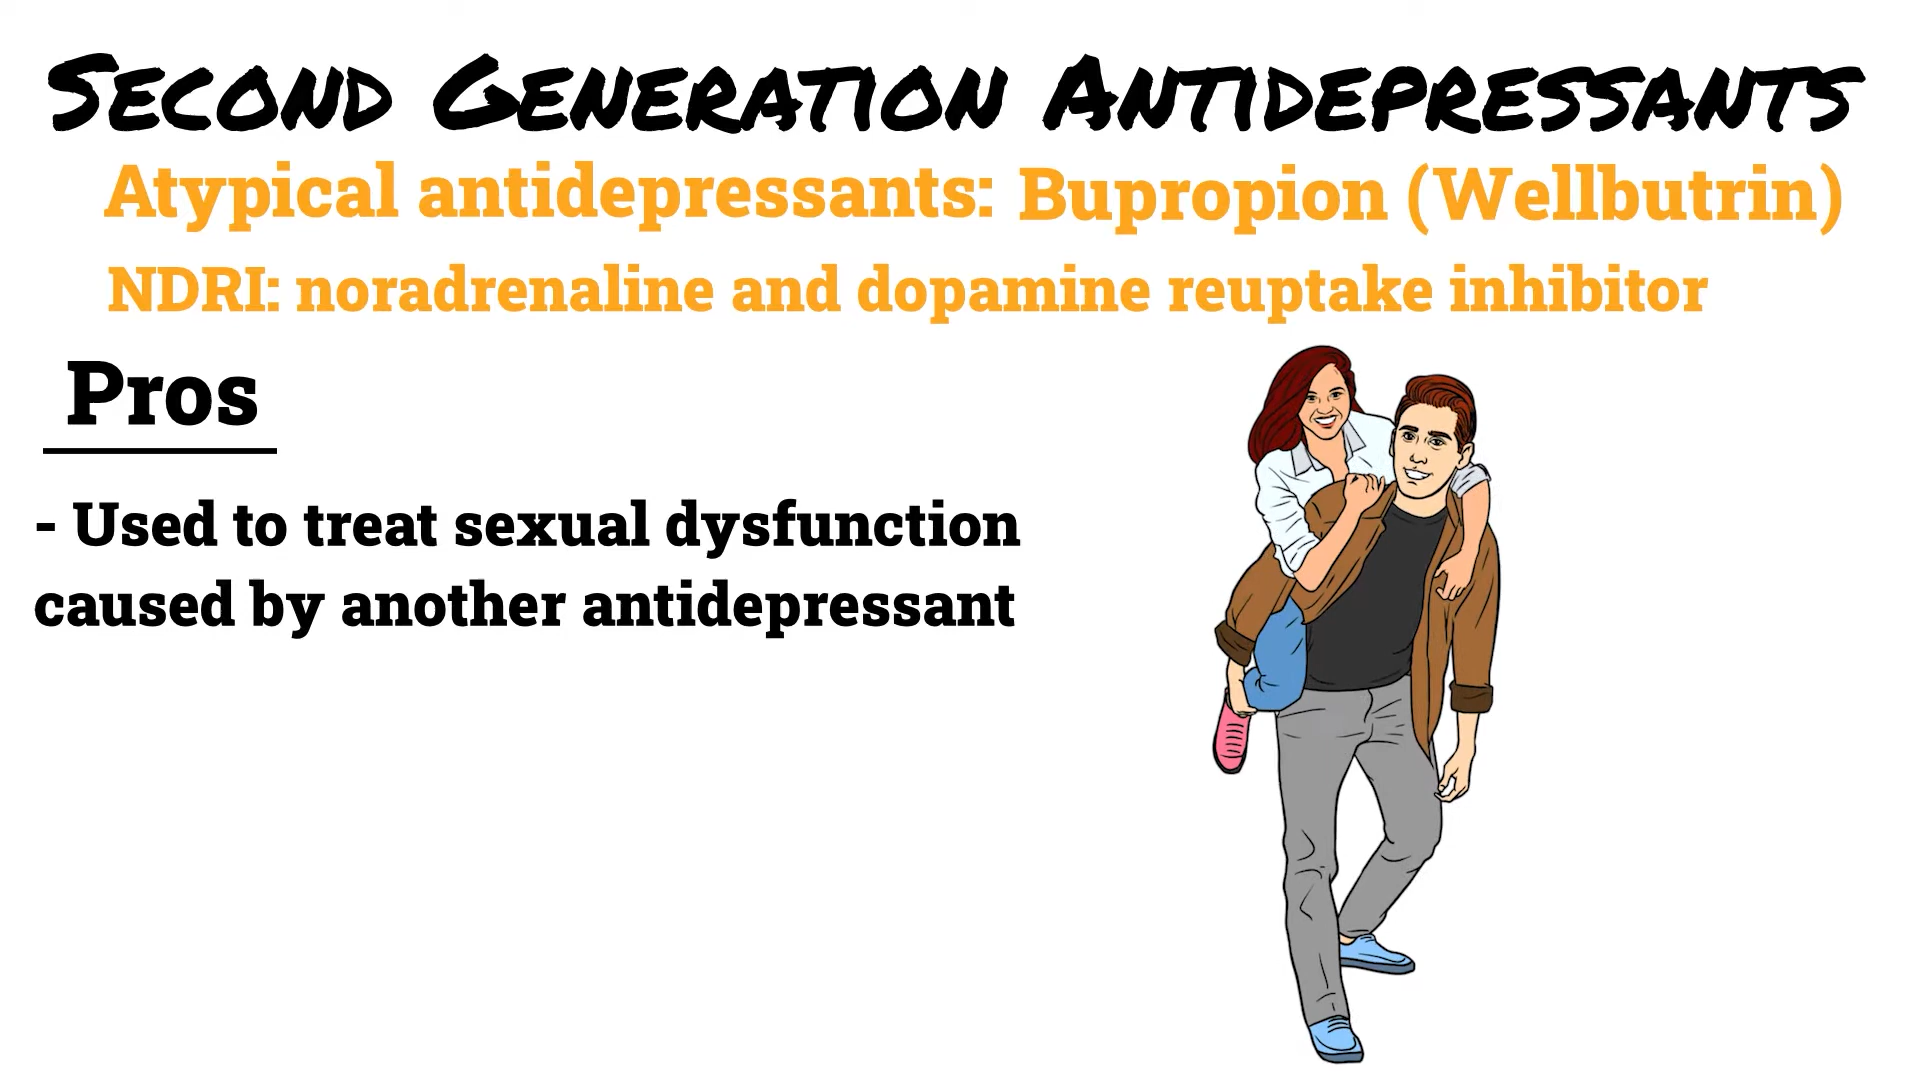 Second Generation Antidepressants
Atypical antidepressants: Bupropion (Wellbutrin)
NDRI: noradrenaline and dopamine reuptake inhibitor
Pros
- Used to treat sexual dysfunction
caused by another antidepressant